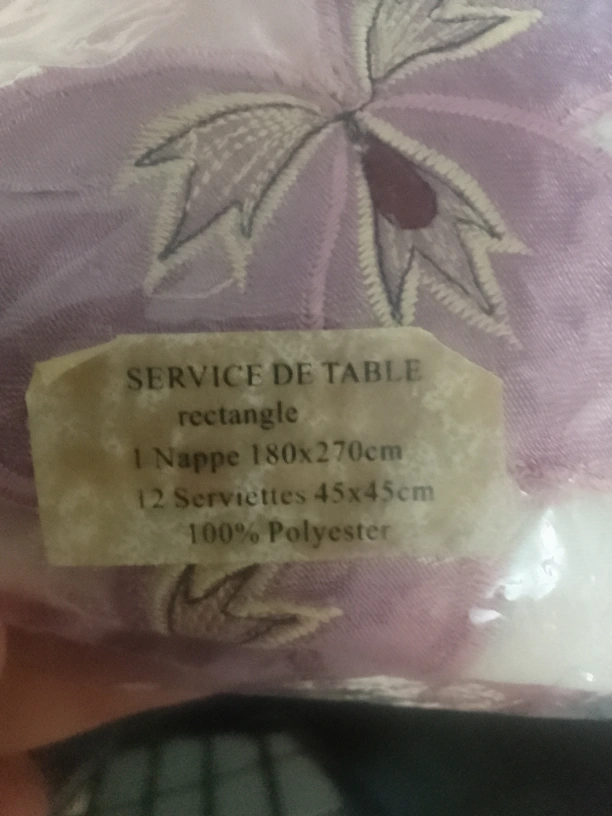 SERVICE DE TABLE
rectangle
1 Nappe 180x270cm
12 Serviettes 45x45cm
100% Polyester